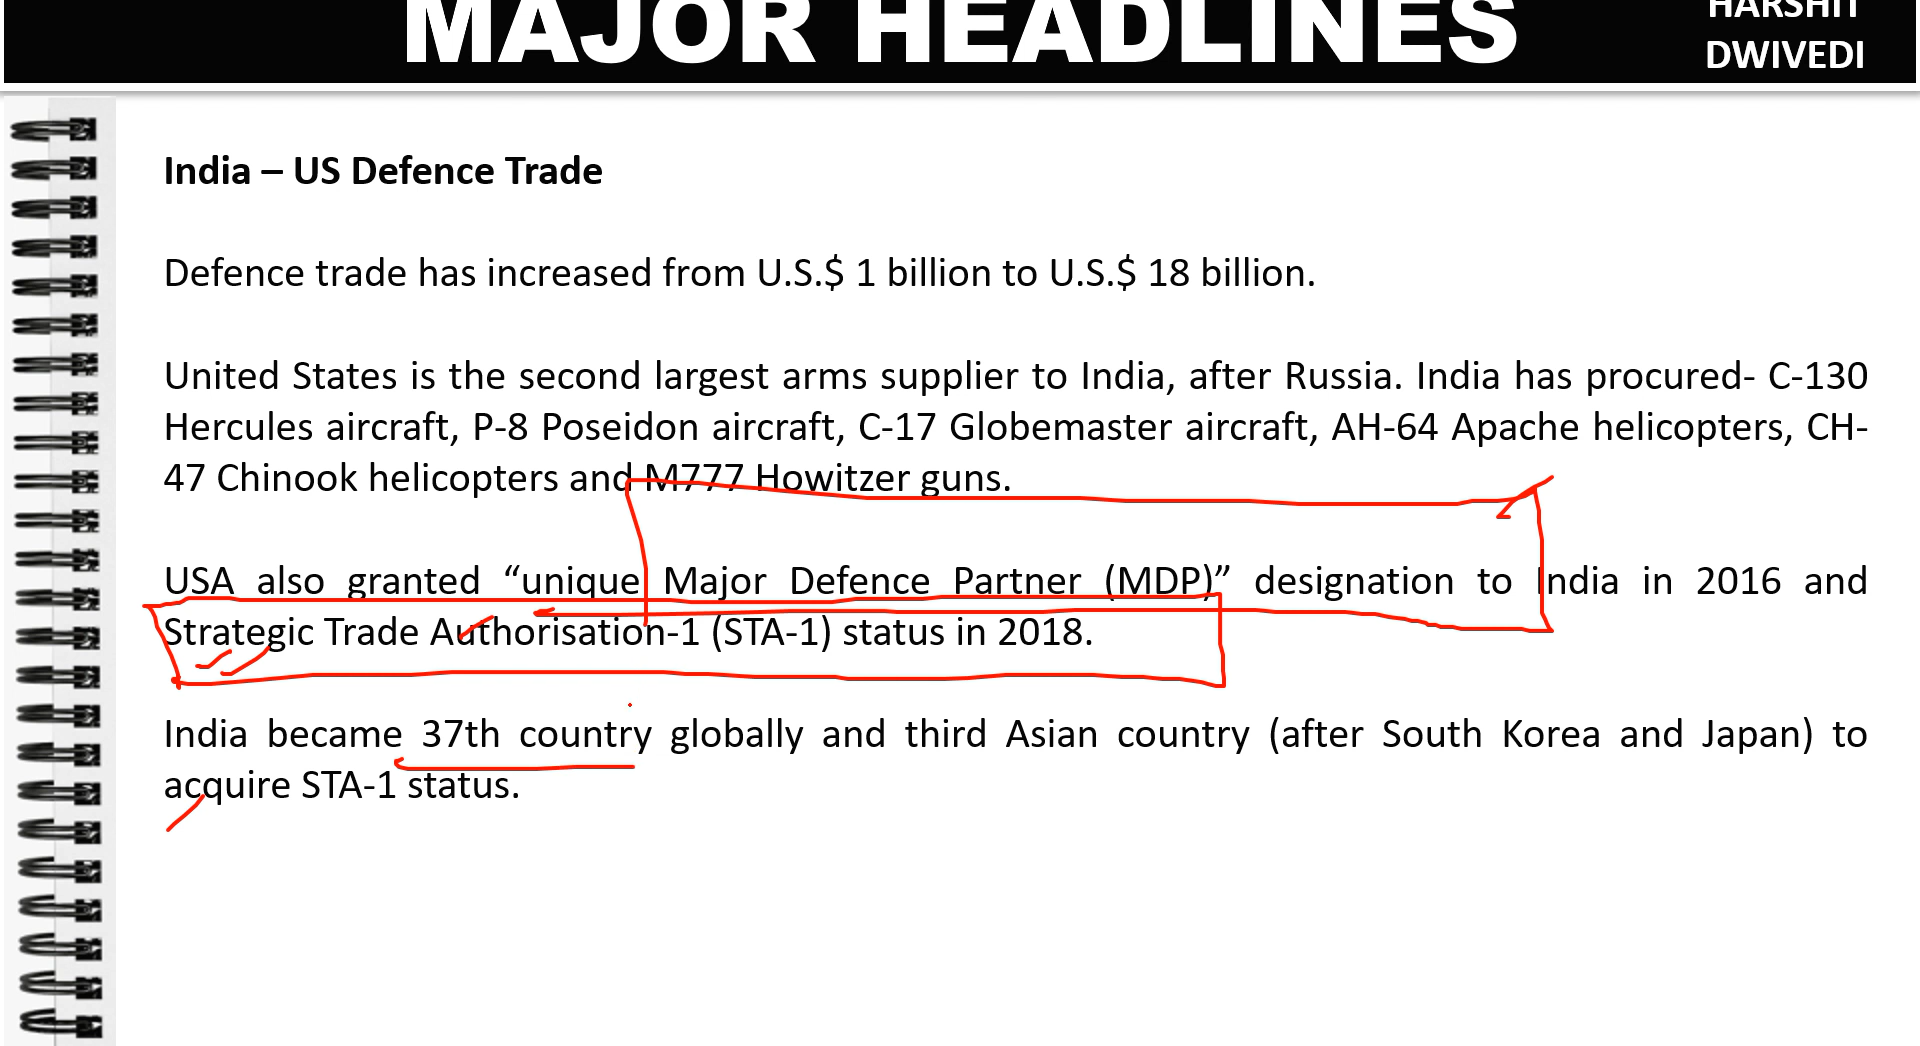 MAJOR HEADLINES
HARSHIT
DWIVEDI
India – US Defence Trade
Defence trade has increased from U.S.$ 1 billion to U.S.$ 18 billion.
United States is the second largest arms supplier to India, after Russia. India has procured- C-130
Hercules aircraft, P-8 Poseidon aircraft, C-17 Globemaster aircraft, AH-64 Apache helicopters, CH-
47 Chinook helicopters and M777 Howitzer guns.
USA also granted “unique Major Defence Partner (MDP)” designation to India in 2016 and
Strategic Trade Authorisation-1 (STA-1) status in 2018.
India became 37th country globally and third Asian country (after South Korea and Japan) to
acquire STA-1 status.